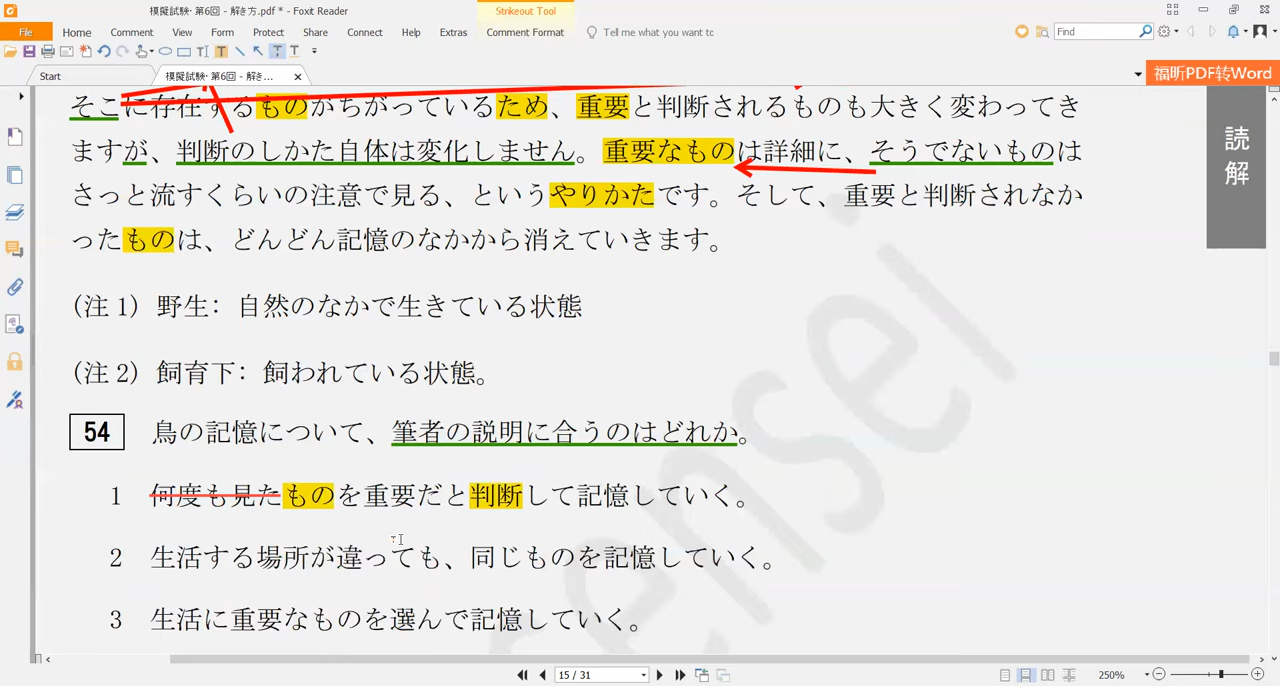 模擬試験· 第6回 - 解き方.pdf * - Foxit Reader
Strikeout Tool
File Home Comment View Form Protect Share Connect Help Extras Comment Format Tell me what you want tc Find
Start 模擬試験· 第6回 - 解き... 福昕PDF转Word
そこに存在するものがちがっているため、重要と判断されるものも大きく変わってき
ますが、判断のしかた自体は変化しません。重要なものは詳細に、そうでないものは
さっと流すくらいの注意で見る、というやりかたです。そして、重要と判断されなか
ったものは、どんどん記憶のなかから消えていきます。
読解
(注1) 野生: 自然のなかで生きている状態
(注2) 飼育下: 飼われている状態。
54 鳥の記憶について、筆者の説明に合うのはどれか。
1 何度も見たものを重要だと判断して記憶していく。
2 生活する場所が違っても、同じものを記憶していく。
3 生活に重要なものを選んで記憶していく。
sensei
15 / 31
250%